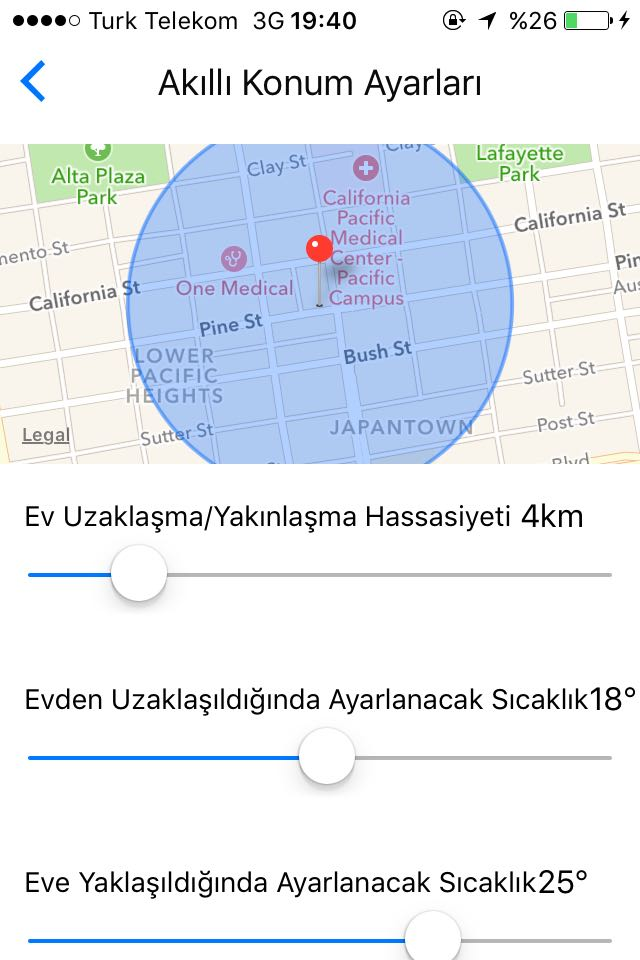 Turk Telekom 3G 19:40 %26
Akıllı Konum Ayarları
Alta Plaza
Park
Clay St
Clay St
Lafayette
Park
California
Pacific
Medical
Center -
Pacific
Campus
California St
mento St
One Medical
California St
Pin
Aus
Pine St
Bush St
LOWER
PACIFIC
HEIGHTS
Sutter St
Legal
Sutter St
JAPANTOWN
Post St
Blvd
Ev Uzaklaşma/Yakınlaşma Hassasiyeti 4km
Evden Uzaklaşıldığında Ayarlanacak Sıcaklık18°
Eve Yaklaşıldığında Ayarlanacak Sıcaklık25°